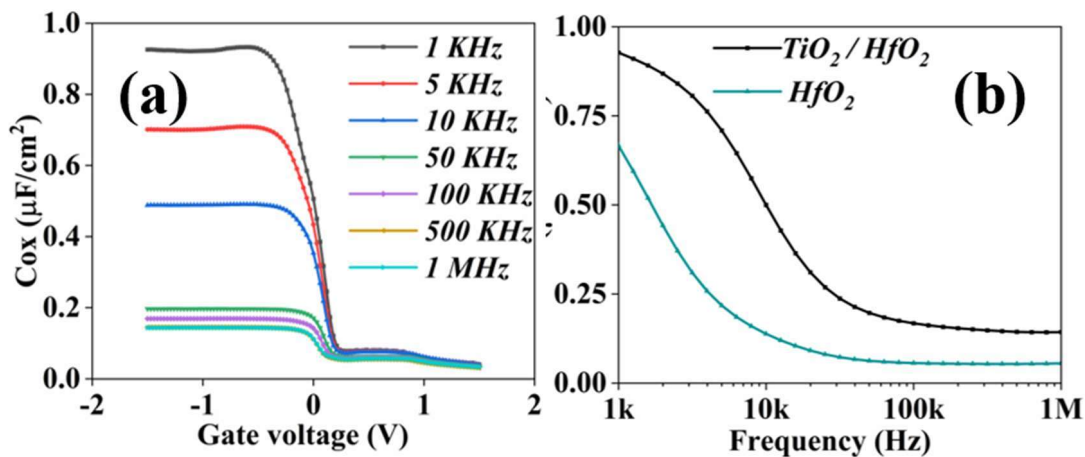 (a)
1 KHz
5 KHz
10 KHz
50 KHz
100 KHz
500 KHz
1 MHz
Cox (μF/cm²)
1.0
0.8
0.6
0.4
0.2
0.0
-2 -1 0 1 2
Gate voltage (V)
(b)
TiO₂ / HfO₂
HfO₂
1.00
0.75
0.50
0.25
0.00
1k 10k 100k 1M
Frequency (Hz)